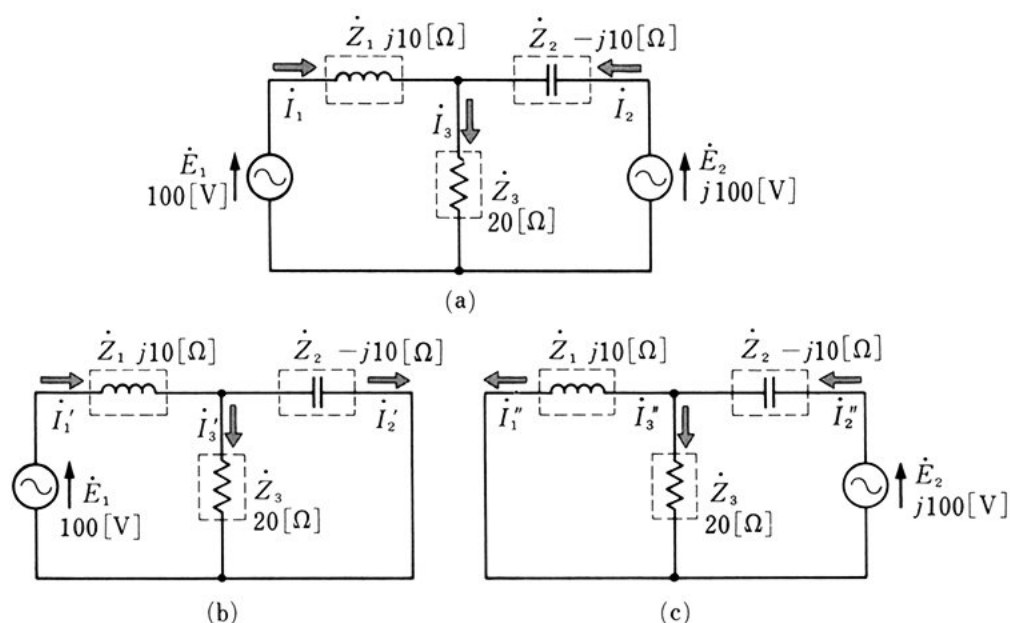 Ż₁ j10[Ω]
Ż₂ −j10[Ω]
İ₁
İ₃
İ₂
Ė₁
100[V]
Ż₃
20[Ω]
Ė₂
j100[V]
(a)
Ż₁ j10[Ω]
Ż₂ −j10[Ω]
İ₁′
İ₃′
İ₂′
Ė₁
100[V]
Ż₃
20[Ω]
(b)
Ż₁ j10[Ω]
Ż₂ −j10[Ω]
İ₁″
İ₃″
İ₂″
Ż₃
20[Ω]
Ė₂
j100[V]
(c)